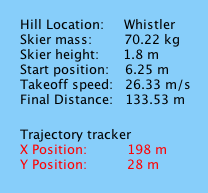 Hill Location: Whistler
Skier mass: 70.22 kg
Skier height: 1.8 m
Start position: 6.25 m
Takeoff speed: 26.33 m/s
Final Distance: 133.53 m
Trajectory tracker
X Position: 198 m
Y Position: 28 m